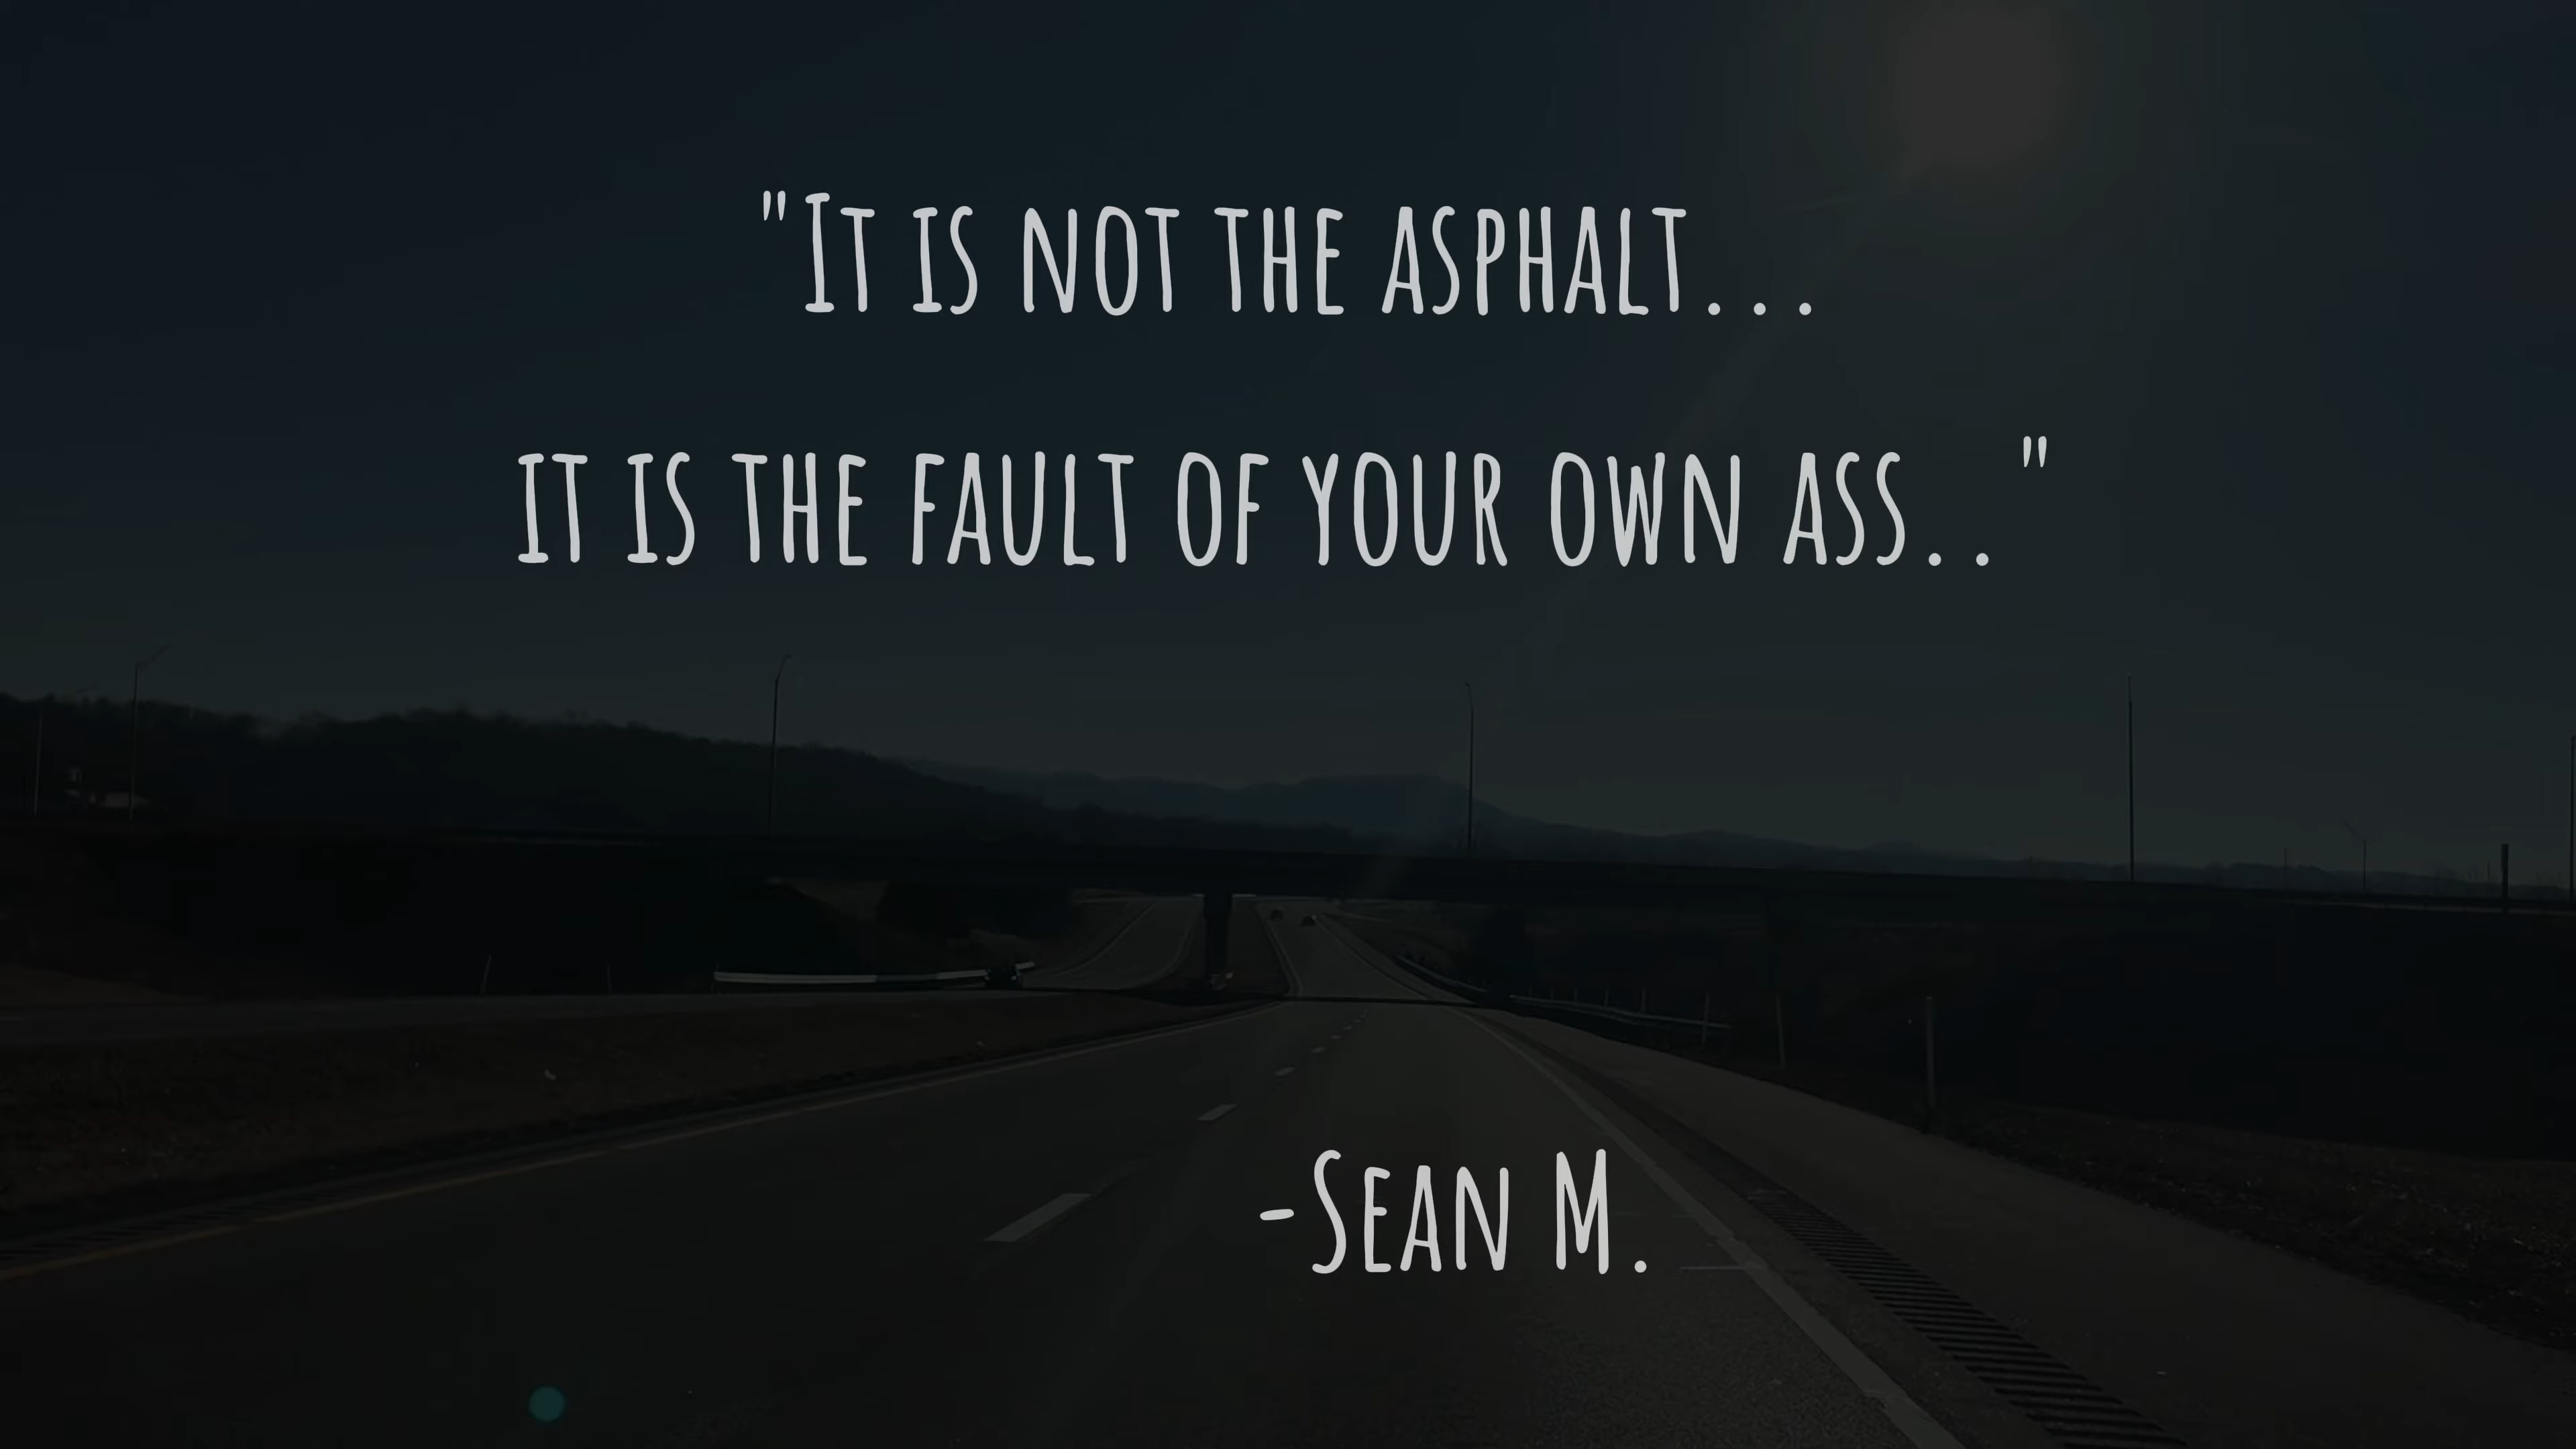 "It is not the asphalt...
it is the fault of your own ass.."
-Sean M.